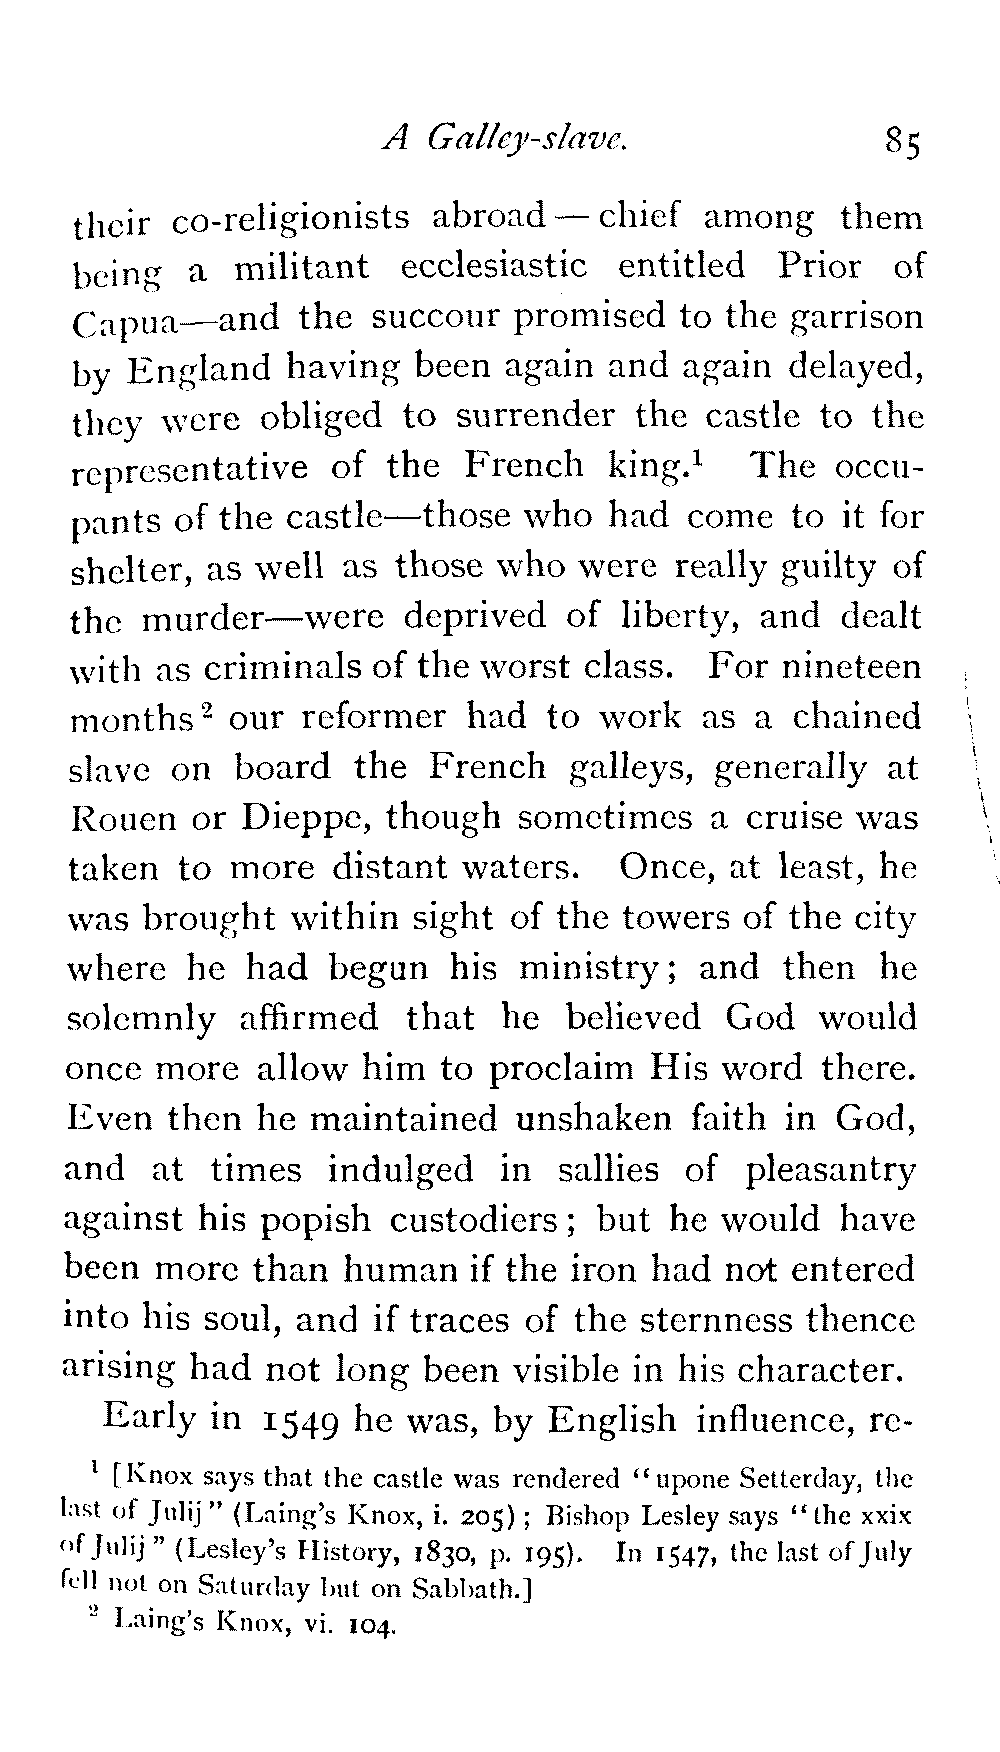 A Galley-slave. 85
their co-religionists abroad — chief among them
being a militant ecclesiastic entitled Prior of
Capua—and the succour promised to the garrison
by England having been again and again delayed,
they were obliged to surrender the castle to the
representative of the French king.¹ The occu-
pants of the castle—those who had come to it for
shelter, as well as those who were really guilty of
the murder—were deprived of liberty, and dealt
with as criminals of the worst class. For nineteen
months² our reformer had to work as a chained
slave on board the French galleys, generally at
Rouen or Dieppe, though sometimes a cruise was
taken to more distant waters. Once, at least, he
was brought within sight of the towers of the city
where he had begun his ministry; and then he
solemnly affirmed that he believed God would
once more allow him to proclaim His word there.
Even then he maintained unshaken faith in God,
and at times indulged in sallies of pleasantry
against his popish custodiers; but he would have
been more than human if the iron had not entered
into his soul, and if traces of the sternness thence
arising had not long been visible in his character.
Early in 1549 he was, by English influence, re-
¹ [Knox says that the castle was rendered “upone Setterday, the
last of Julij” (Laing’s Knox, i. 205); Bishop Lesley says “the xxix
of Julij” (Lesley’s History, 1830, p. 195). In 1547, the last of July
fell not on Saturday but on Sabbath.]
² Laing’s Knox, vi. 104.